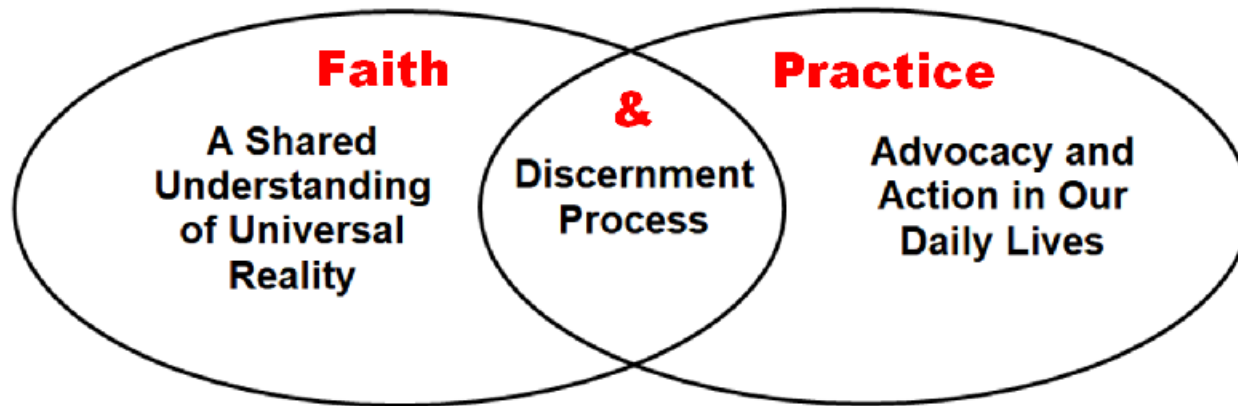 Faith
A Shared
Understanding
of Universal
Reality
&
Discernment
Process
Practice
Advocacy and
Action in Our
Daily Lives